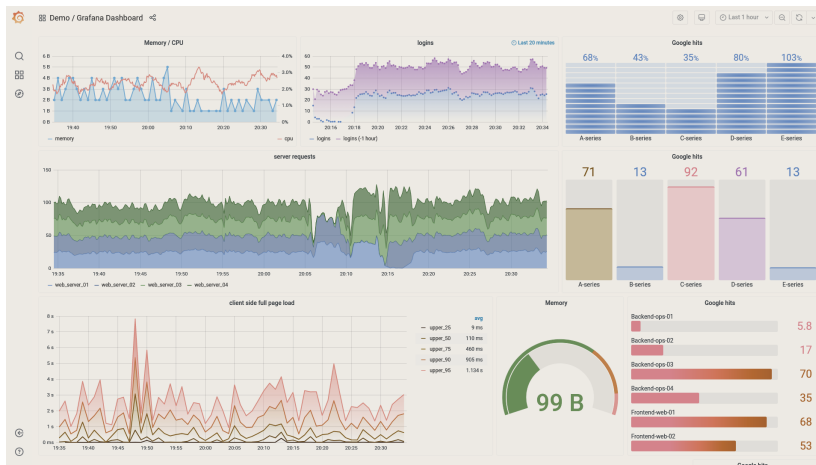 Demo / Grafana Dashboard
Last 1 hour
Memory / CPU
6 B
5 B
4 B
3 B
2 B
1 B
0 B
4.0%
3.0%
2.0%
1.0%
0%
19:40 19:50 20:00 20:10 20:20 20:30
memory cpu
logins
Last 20 minutes
60
50
40
30
20
10
0
20:16 20:18 20:20 20:22 20:24 20:26 20:28 20:30 20:32 20:34
logins logins (-1 hour)
Google hits
68% 43% 35% 80% 103%
A-series B-series C-series D-series E-series
server requests
150
100
50
0
19:35 19:40 19:45 19:50 19:55 20:00 20:05 20:10 20:15 20:20 20:25 20:30
web_server_01 web_server_02 web_server_03 web_server_04
Google hits
71 13 92 61 13
A-series B-series C-series D-series E-series
client side full page load
8 s
7 s
6 s
5 s
4 s
3 s
2 s
1 s
0 ms
19:35 19:40 19:45 19:50 19:55 20:00 20:05 20:10 20:15 20:20 20:25 20:30
avg
upper_25 9 ms
upper_50 110 ms
upper_75 460 ms
upper_90 905 ms
upper_95 1.134 s
Memory
99 B
Google hits
Backend-ops-01
5.8
Backend-ops-02
17
Backend-ops-03
70
Backend-ops-04
35
Frontend-web-01
68
Frontend-web-02
53
Google hits